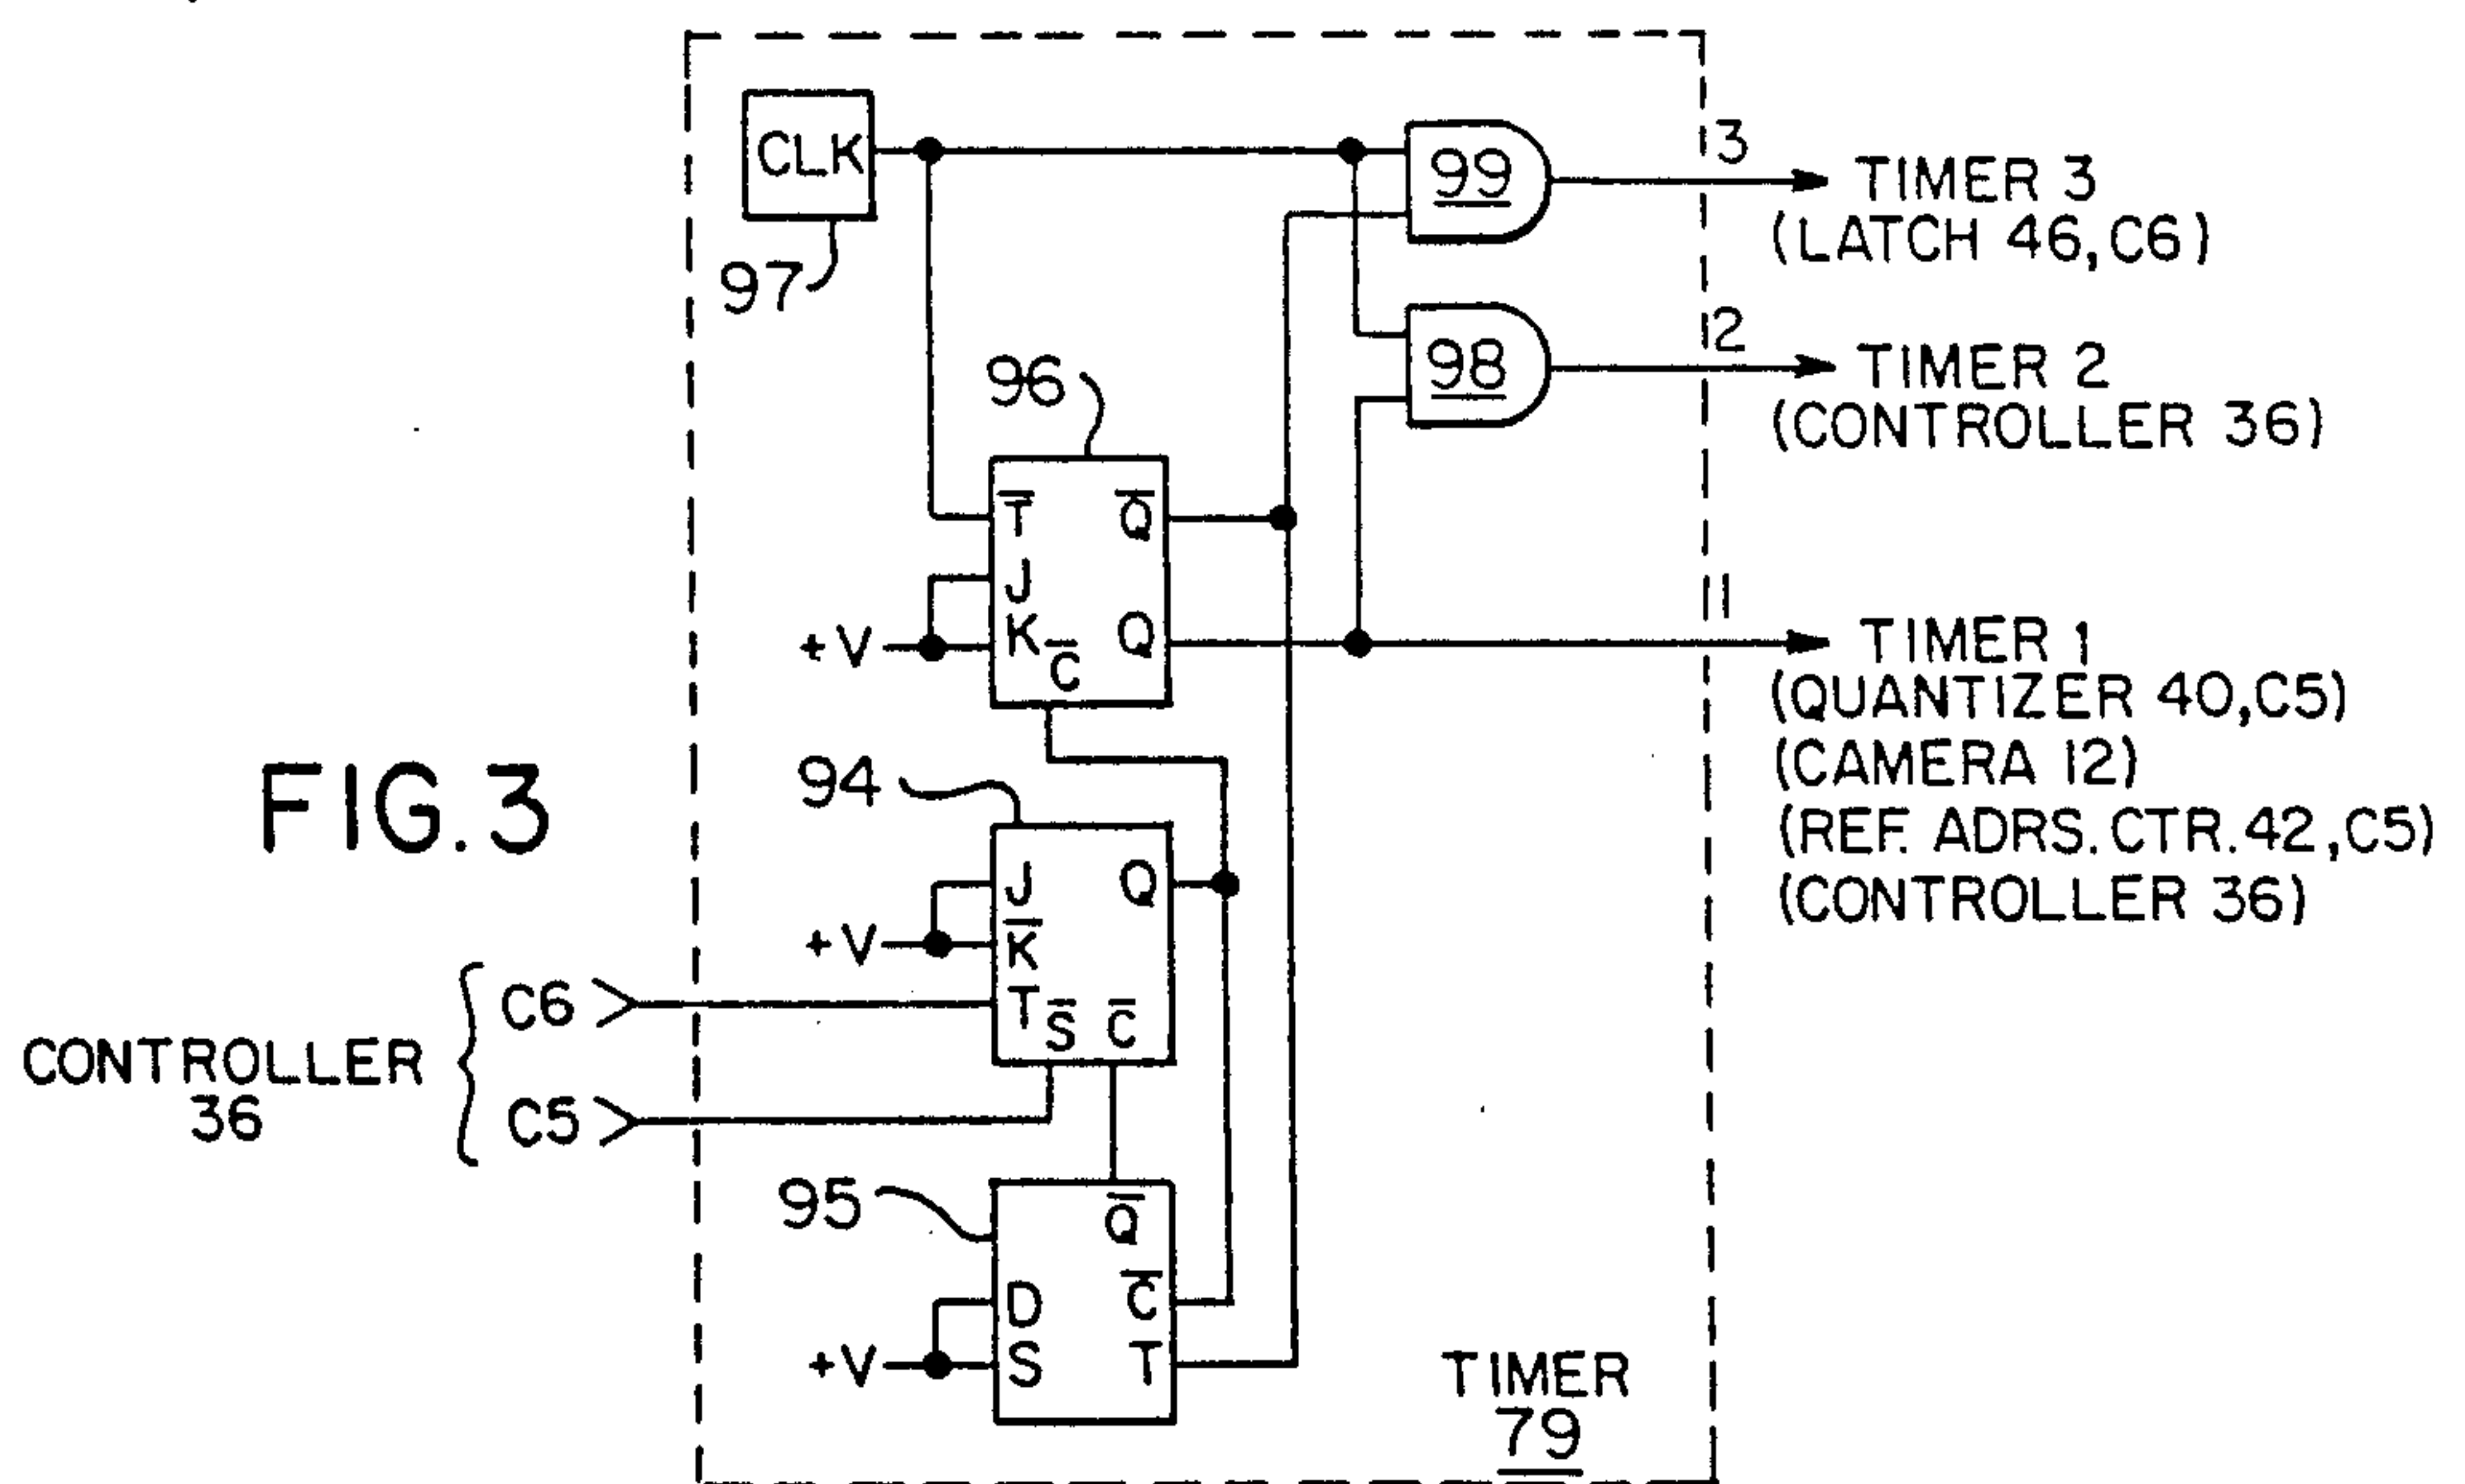 CLK
97
99
3
TIMER 3
(LATCH 46,C6)
98
2
TIMER 2
(CONTROLLER 36)
96
T̅ Q̅
J
K C̅ Q
+V
1
TIMER 1
(QUANTIZER 40,C5)
(CAMERA 12)
(REF. ADRS. CTR. 42,C5)
(CONTROLLER 36)
FIG. 3
94
J Q
K̅
+V
T S̅ C̅
C6
C5
CONTROLLER
36
95
Q̅
D C̅
S T
+V
TIMER
79